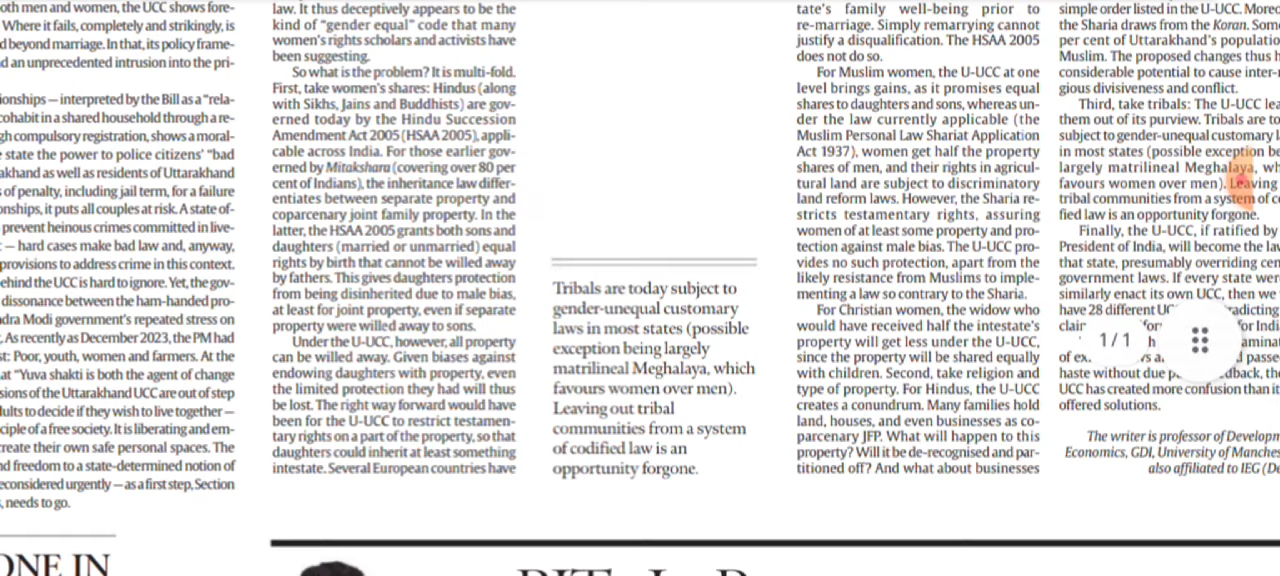 oth men and women, the UCC shows fore-
Where it fails, completely and strikingly, is
d beyond marriage. In that, its policy frame-
d an unprecedented intrusion into the pri-
ionships — interpreted by the Bill as a "rela-
cohabit in a shared household through a re-
gh compulsory registration, shows a moral-
e state the power to police citizens' "bad
akhand as well as residents of Uttarakhand
s of penalty, including jail term, for a failure
onships, it puts all couples at risk. A state of-
prevent heinous crimes committed in live-
— hard cases make bad law and, anyway,
provisions to address crime in this context.
ehind the UCC is hard to ignore. Yet, the gov-
dissonance between the ham-handed pro-
dra Modi government's repeated stress on
As recently as December 2023, the PM had
st: Poor, youth, women and farmers. At the
at "Yuva shakti is both the agent of change
sions of the Uttarakhand UCC are out of step
lults to decide if they wish to live together —
ciple of a free society. It is liberating and em-
reate their own safe personal spaces. The
nd freedom to a state-determined notion of
econsidered urgently — as a first step, Section
, needs to go.
ONE IN
law. It thus deceptively appears to be the
kind of "gender equal" code that many
women's rights scholars and activists have
been suggesting.
So what is the problem? It is multi-fold.
First, take women's shares: Hindus (along
with Sikhs, Jains and Buddhists) are gov-
erned today by the Hindu Succession
Amendment Act 2005 (HSAA 2005), appli-
cable across India. For those earlier gov-
erned by Mitakshara (covering over 80 per
cent of Indians), the inheritance law differ-
entiates between separate property and
coparcenary joint family property. In the
latter, the HSAA 2005 grants both sons and
daughters (married or unmarried) equal
rights by birth that cannot be willed away
by fathers. This gives daughters protection
from being disinherited due to male bias,
at least for joint property, even if separate
property were willed away to sons.
Under the U-UCC, however, all property
can be willed away. Given biases against
endowing daughters with property, even
the limited protection they had will thus
be lost. The right way forward would have
been for the U-UCC to restrict testamen-
tary rights on a part of the property, so that
daughters could inherit at least something
intestate. Several European countries have
Tribals are today subject to
gender-unequal customary
laws in most states (possible
exception being largely
matrilineal Meghalaya, which
favours women over men).
Leaving out tribal
communities from a system
of codified law is an
opportunity forgone.
tate's family well-being prior to
re-marriage. Simply remarrying cannot
justify a disqualification. The HSAA 2005
does not do so.
For Muslim women, the U-UCC at one
level brings gains, as it promises equal
shares to daughters and sons, whereas un-
der the law currently applicable (the
Muslim Personal Law Shariat Application
Act 1937), women get half the property
shares of men, and their rights in agricul-
tural land are subject to discriminatory
land reform laws. However, the Sharia re-
stricts testamentary rights, assuring
women of at least some property and pro-
tection against male bias. The U-UCC pro-
vides no such protection, apart from the
likely resistance from Muslims to imple-
menting a law so contrary to the Sharia.
For Christian women, the widow who
would have received half the intestate's
property will get less under the U-UCC,
since the property will be shared equally
with children. Second, take religion and
type of property. For Hindus, the U-UCC
creates a conundrum. Many families hold
land, houses, and even businesses as co-
parcenary JFP. What will happen to this
property? Will it be de-recognised and par-
titioned off? And what about businesses
simple order listed in the U-UCC. Moreo
the Sharia draws from the Koran. Som
per cent of Uttarakhand's populatio
Muslim. The proposed changes thus h
considerable potential to cause inter-r
gious divisiveness and conflict.
Third, take tribals: The U-UCC lea
them out of its purview. Tribals are to
subject to gender-unequal customary l
in most states (possible exception be
largely matrilineal Meghalaya, wh
favours women over men). Leaving
tribal communities from a system of co
fied law is an opportunity forgone.
Finally, the U-UCC, if ratified by
President of India, will become the law
that state, presumably overriding cen
government laws. If every state were
similarly enact its own UCC, then we
have 28 different UC radicting
clair for for Indi
1 / 1
of ex passe
haste without due p dback, the
UCC has created more confusion than it
offered solutions.
The writer is professor of Developm
Economics, GDI, University of Manches
also affiliated to IEG (De